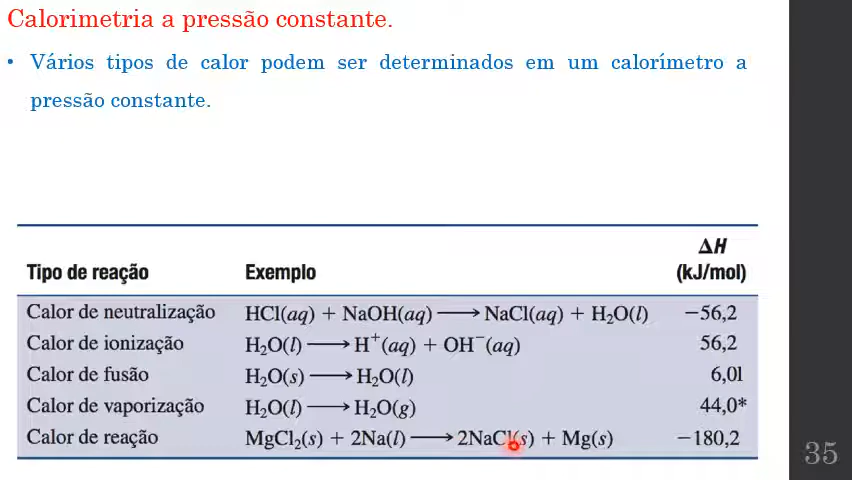 Calorimetria a pressão constante.
• Vários tipos de calor podem ser determinados em um calorímetro a
pressão constante.
ΔH
Tipo de reação Exemplo (kJ/mol)
Calor de neutralização HCl(aq) + NaOH(aq) ⟶ NaCl(aq) + H₂O(l) −56,2
Calor de ionização H₂O(l) ⟶ H⁺(aq) + OH⁻(aq) 56,2
Calor de fusão H₂O(s) ⟶ H₂O(l) 6,0l
Calor de vaporização H₂O(l) ⟶ H₂O(g) 44,0*
Calor de reação MgCl₂(s) + 2Na(l) ⟶ 2NaCl(s) + Mg(s) −180,2
35